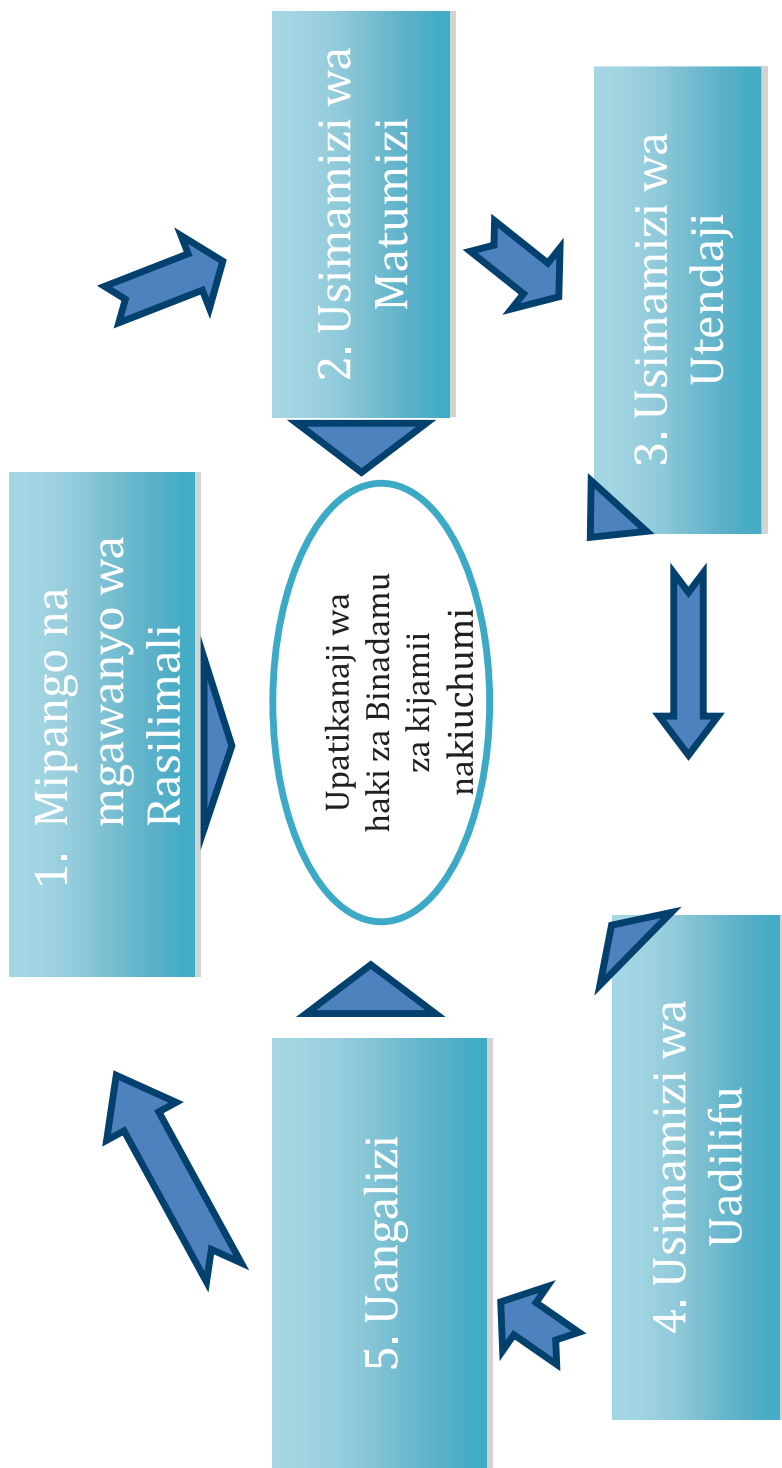 1. Mipango na
mgawanyo wa
Rasilimali
2. Usimamizi wa
Matumizi
3. Usimamizi wa
Utendaji
4. Usimamizi wa
Uadilifu
5. Uangalizi
Upatikanaji wa
haki za Binadamu
za kijamii
nakiuchumi